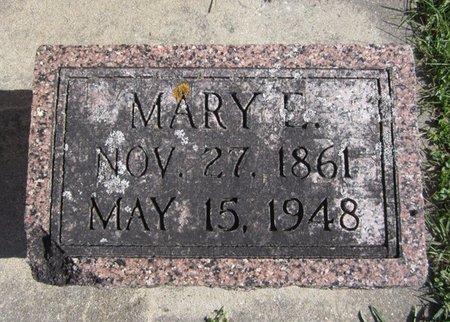 MARY E.
NOV. 27, 1861
MAY 15, 1948